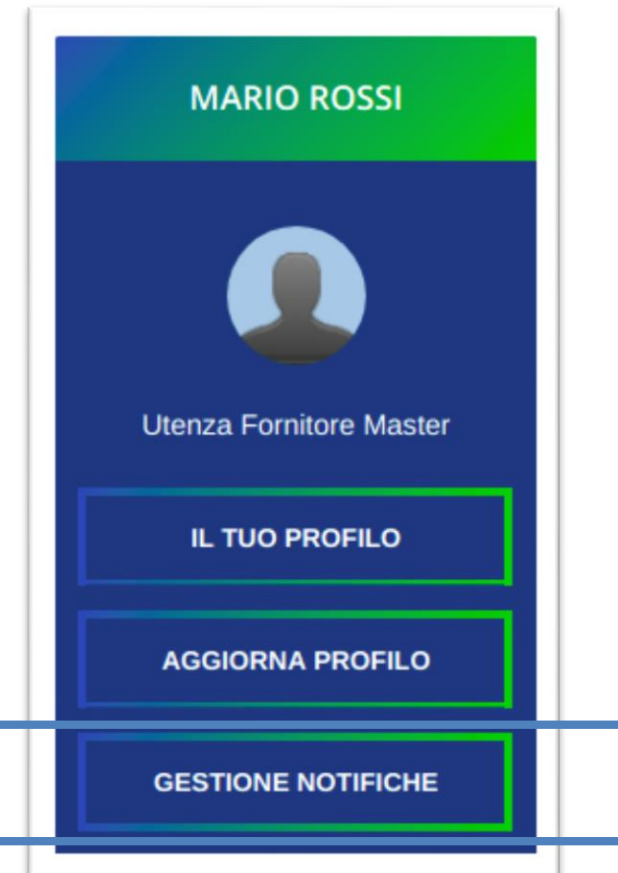 MARIO ROSSI
Utenza Fornitore Master
IL TUO PROFILO
AGGIORNA PROFILO
GESTIONE NOTIFICHE